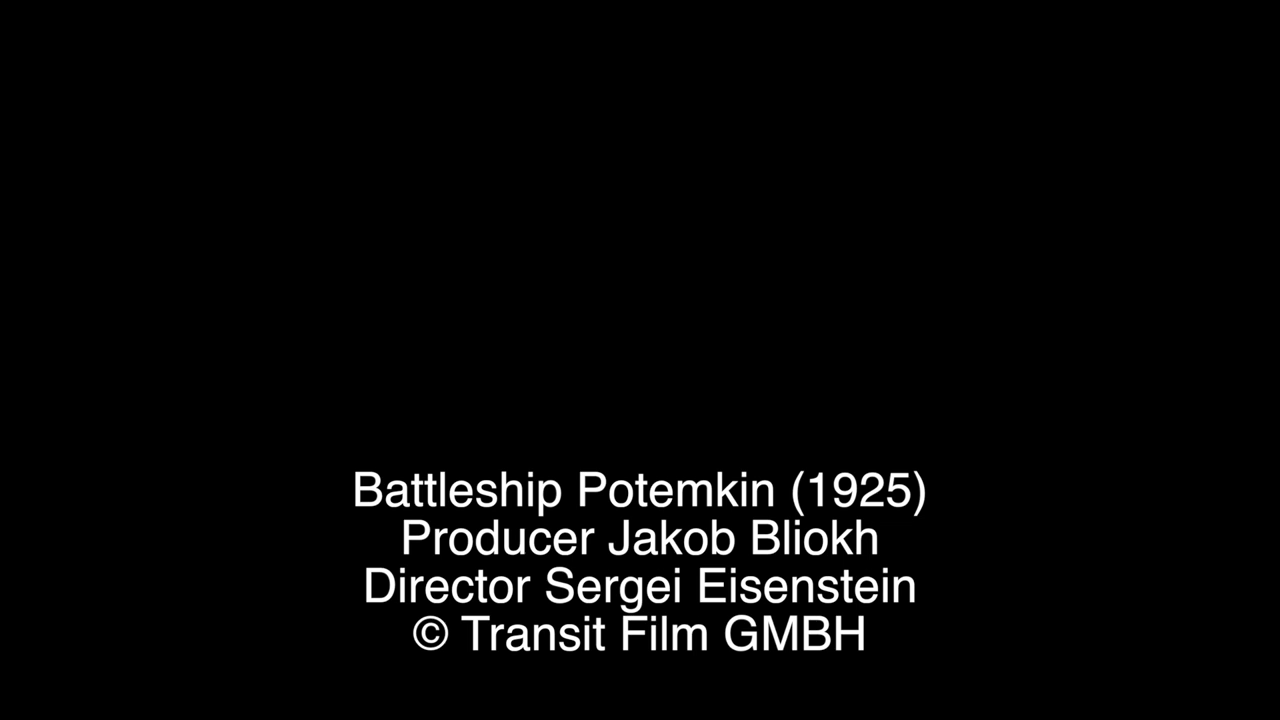 Battleship Potemkin (1925)
Producer Jakob Bliokh
Director Sergei Eisenstein
© Transit Film GMBH